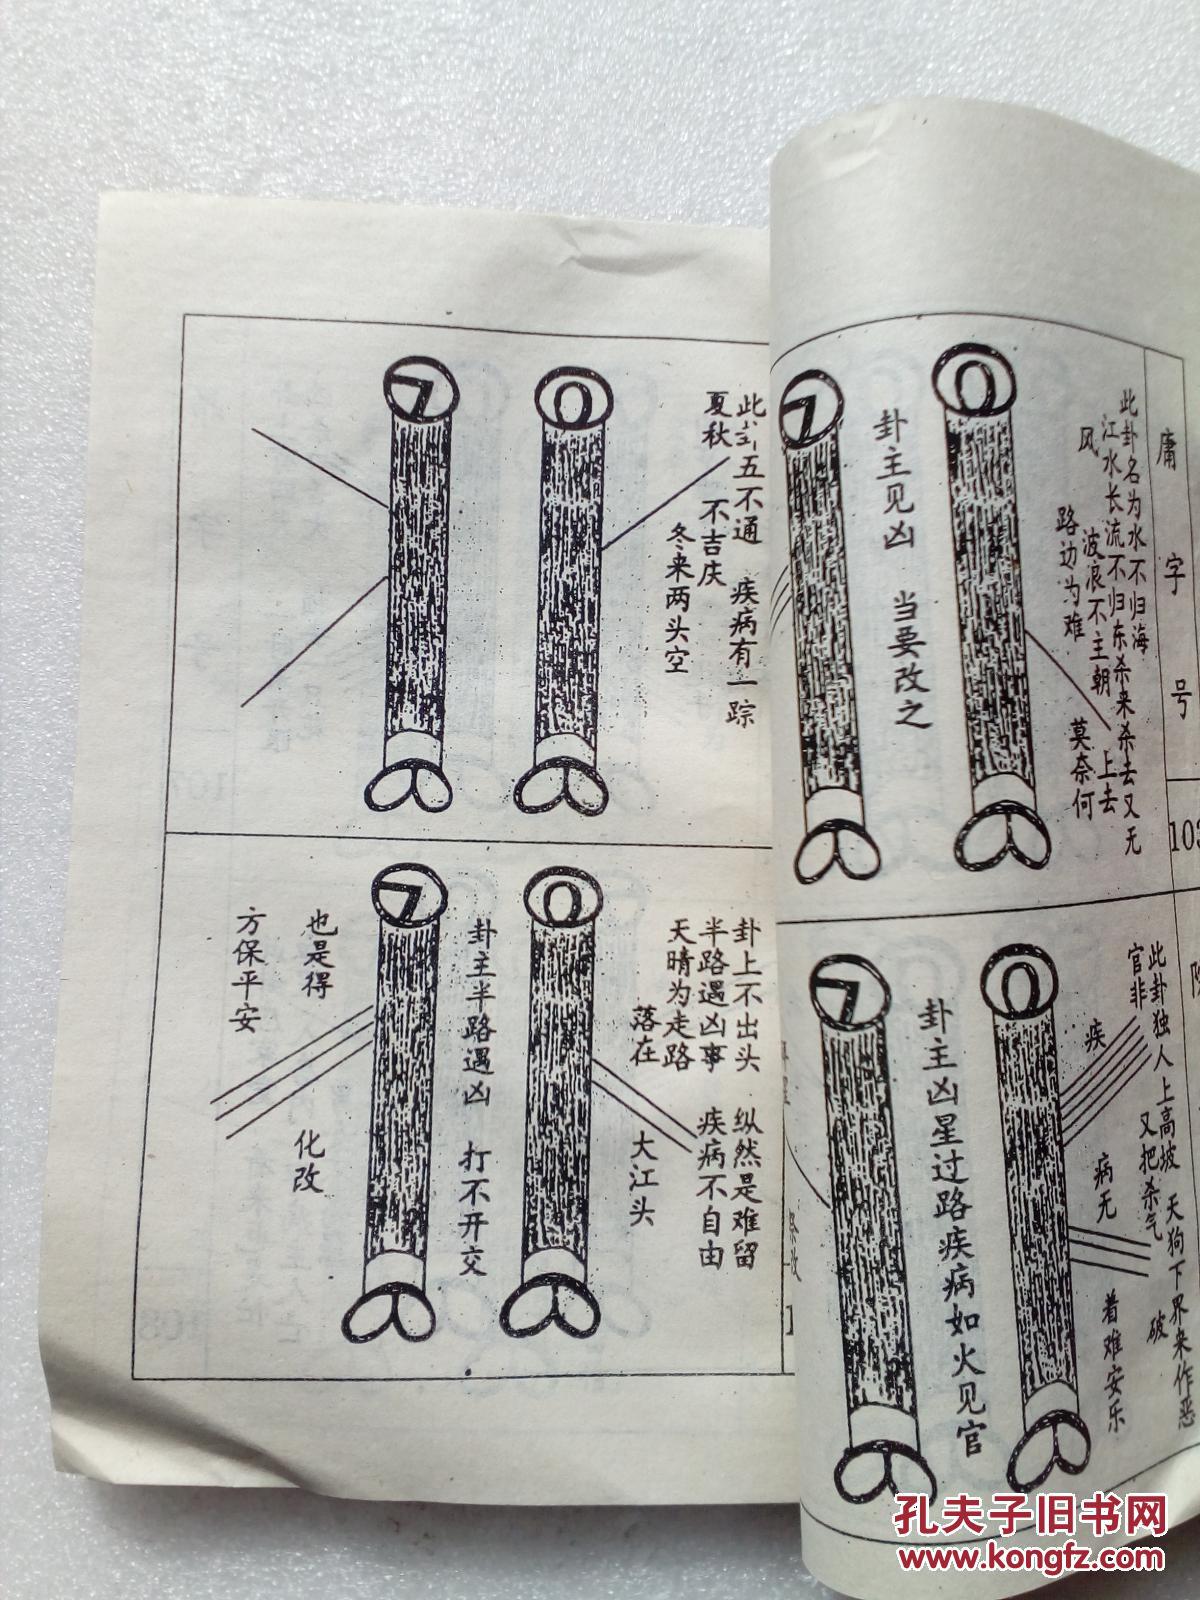 此卦五不通 疾病有一踪
夏秋 不吉庆
冬来两头空
卦上不出头 纵然是难留
半路遇凶事 疾病不自由
天晴为走路
落在 大江头
卦主半路遇凶 打不开交
也是得 化改
方保平安
庸字号
103
此卦名为水不归海
江水长流不归东杀来杀去又无
风 波浪不主朝 上去
路边为难 莫奈何
卦主见凶 当要改之
此卦独人上高坡 天狗下界来作恶
官非 又把杀气 破
疾 病无 着难安乐
卦主凶星过路疾病如火见官
孔夫子旧书网
www.kongfz.com